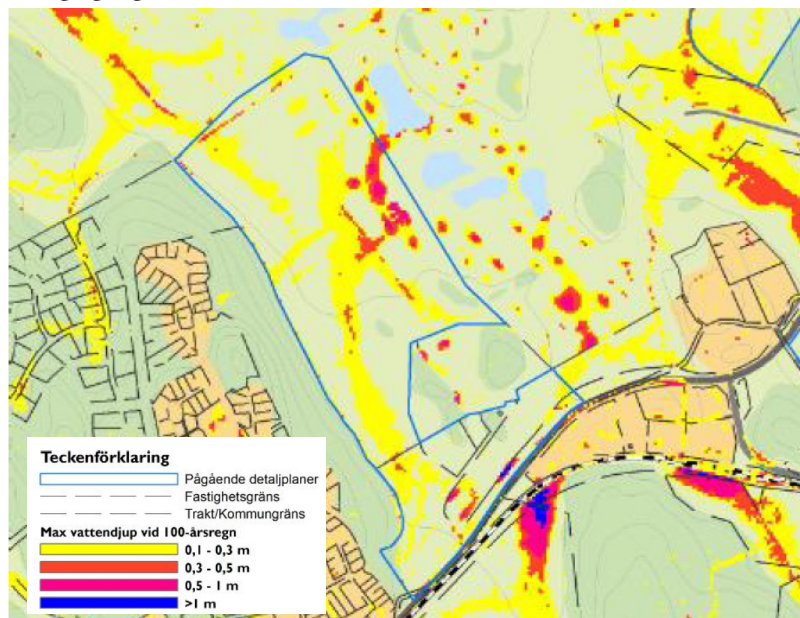 Teckenförklaring
Pågående detaljplaner
Fastighetsgräns
Trakt/Kommungräns
Max vattendjup vid 100-årsregn
0,1 - 0,3 m
0,3 - 0,5 m
0,5 - 1 m
>1 m